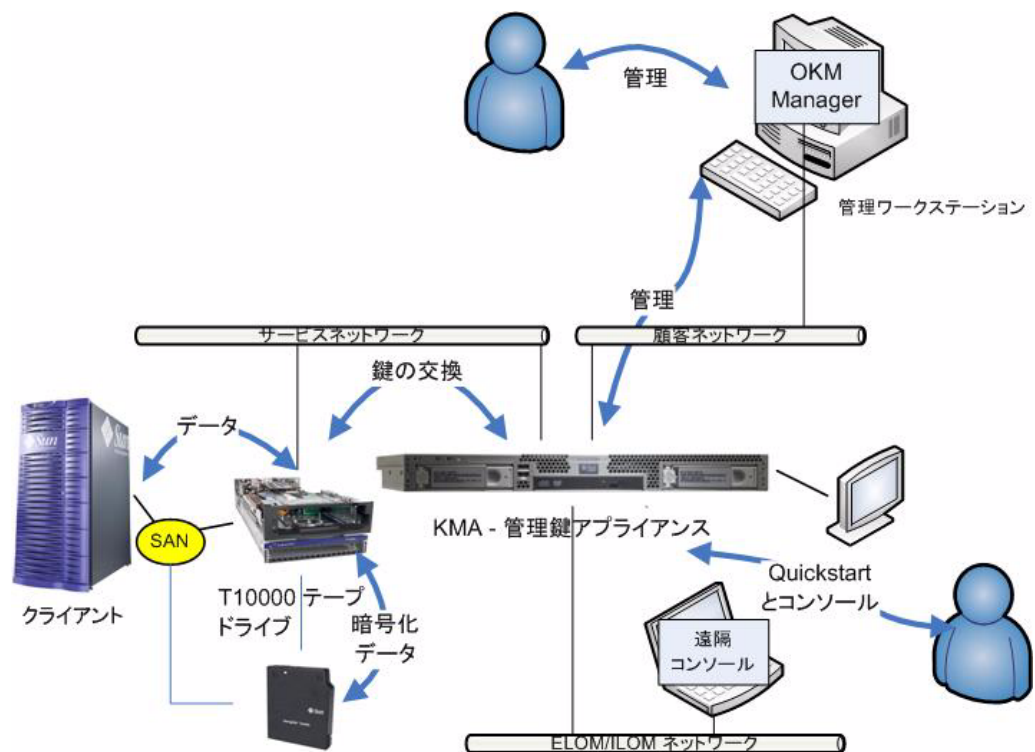 管理
OKM
Manager
管理ワークステーション
管理
サービスネットワーク
顧客ネットワーク
鍵の交換
データ
Sun
SAN
KMA - 管理鍵アプライアンス
クライアント
T10000 テープ
ドライブ
暗号化
データ
Quickstart
とコンソール
遠隔
コンソール
Sun
ELOM/ILOM ネットワーク